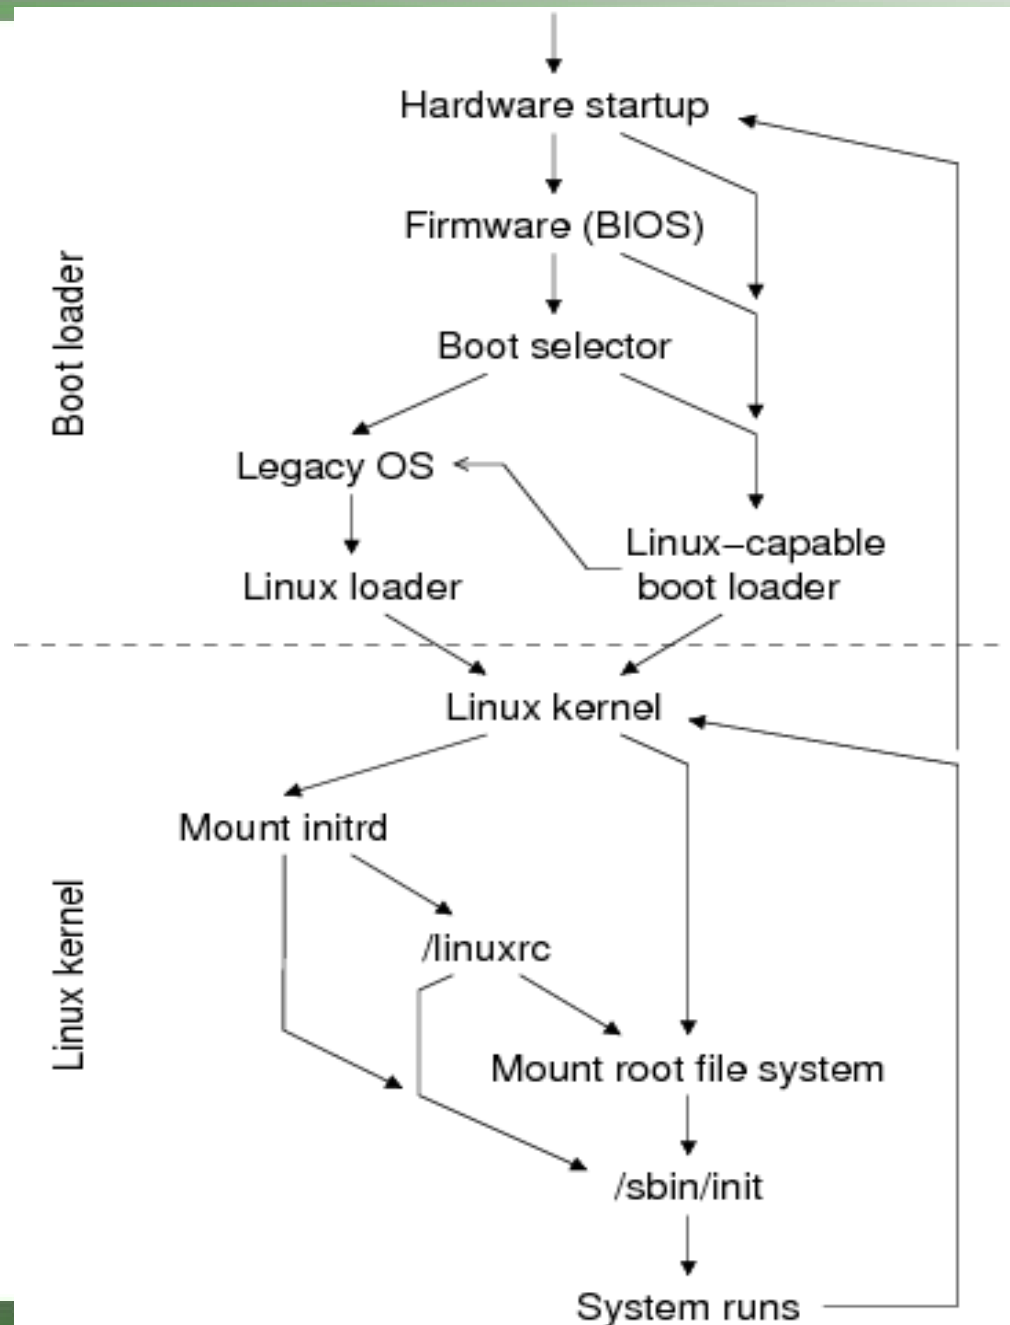 Hardware startup
Firmware (BIOS)
Boot selector
Boot loader
Legacy OS
Linux–capable
boot loader
Linux loader
Linux kernel
Mount initrd
/linuxrc
Linux kernel
Mount root file system
/sbin/init
System runs